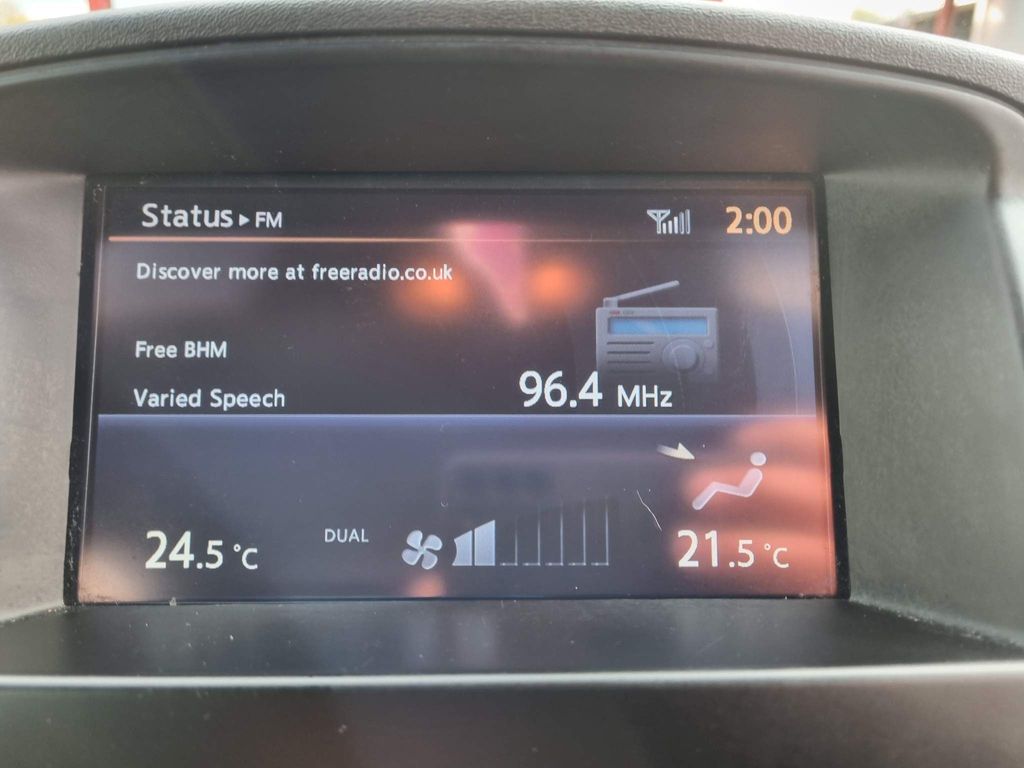 Status ▸ FM 2:00
Discover more at freeradio.co.uk
Free BHM
Varied Speech 96.4 MHz
24.5 °C DUAL 21.5 °C